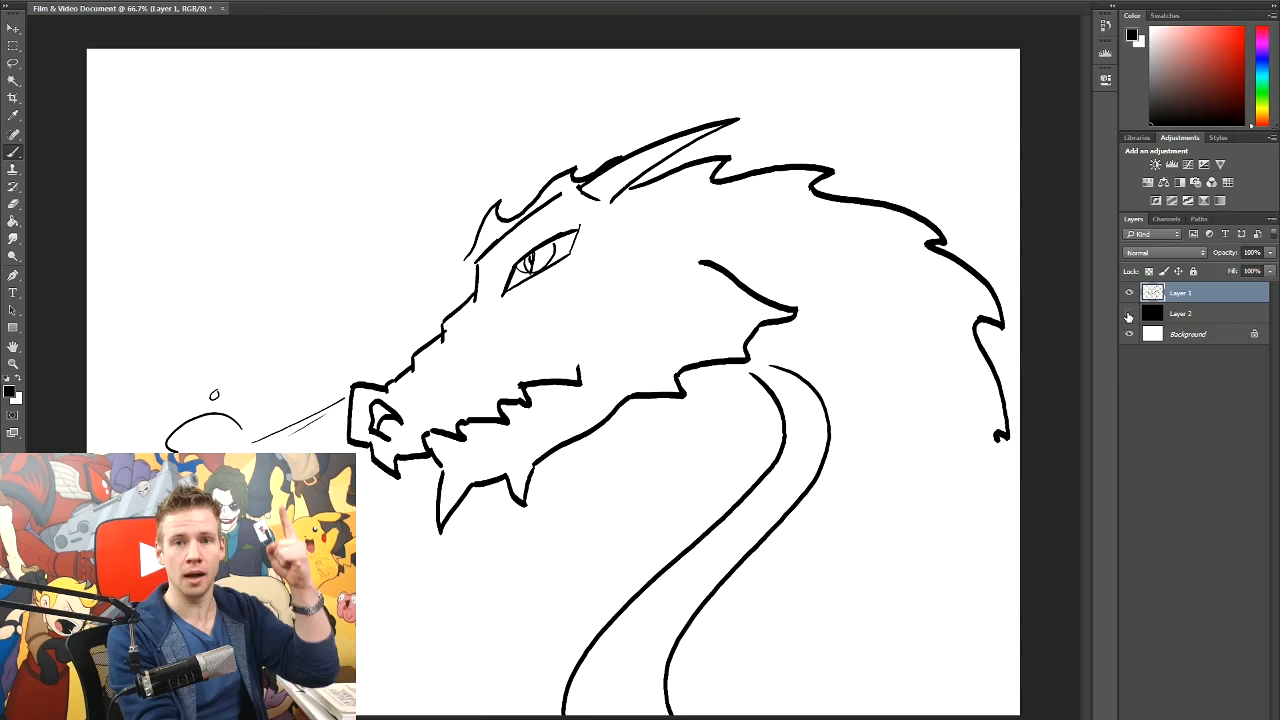 Film & Video Document @ 66.7% (Layer 1, RGB/8) *
Color Swatches
Libraries Adjustments Styles
Add an adjustment
Layers Channels Paths
Kind
Normal Opacity: 100%
Lock: Fill: 100%
Layer 1
Layer 2
Background